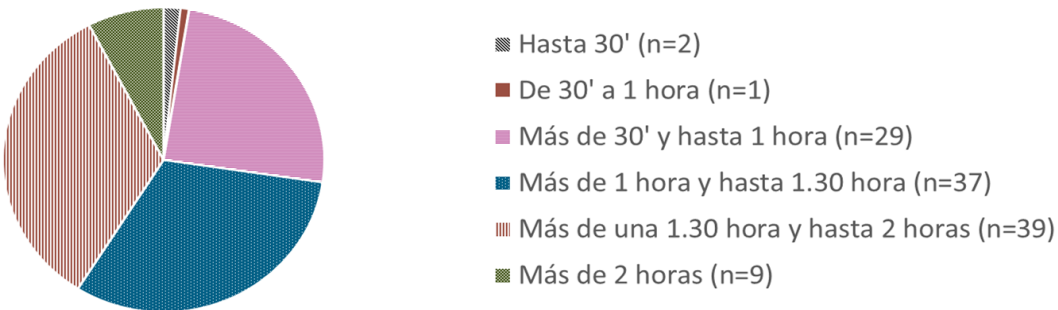 Hasta 30' (n=2)
De 30' a 1 hora (n=1)
Más de 30' y hasta 1 hora (n=29)
Más de 1 hora y hasta 1.30 hora (n=37)
Más de una 1.30 hora y hasta 2 horas (n=39)
Más de 2 horas (n=9)